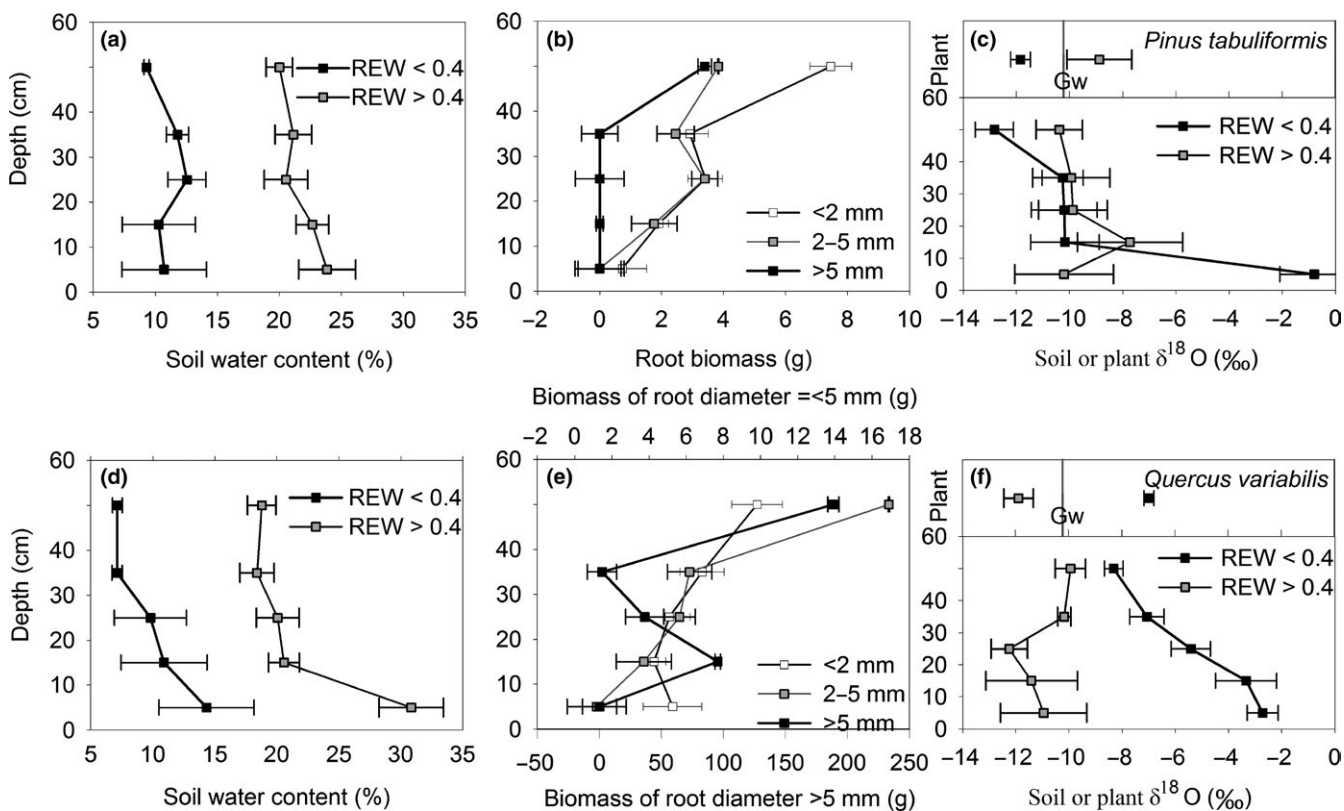 (a)
REW < 0.4
REW > 0.4
60
50
40
30
20
10
0
Depth (cm)
5 10 15 20 25 30 35
Soil water content (%)
(b)
<2 mm
2–5 mm
>5 mm
60
50
40
30
20
10
0
−2 0 2 4 6 8 10
Root biomass (g)
(c)
Pinus tabuliformis
Plant
Gw
REW < 0.4
REW > 0.4
60
40
20
0
−14 −12 −10 −8 −6 −4 −2 0
Soil or plant δ18 O (‰)
(d)
REW < 0.4
REW > 0.4
60
50
40
30
20
10
0
Depth (cm)
5 10 15 20 25 30 35
Soil water content (%)
Biomass of root diameter =<5 mm (g)
−2 0 2 4 6 8 10 12 14 16 18
(e)
<2 mm
2–5 mm
>5 mm
60
50
40
30
20
10
0
−50 0 50 100 150 200 250
Biomass of root diameter >5 mm (g)
(f)
Quercus variabilis
Plant
Gw
REW < 0.4
REW > 0.4
60
40
20
0
−14 −12 −10 −8 −6 −4 −2 0
Soil or plant δ18 O (‰)